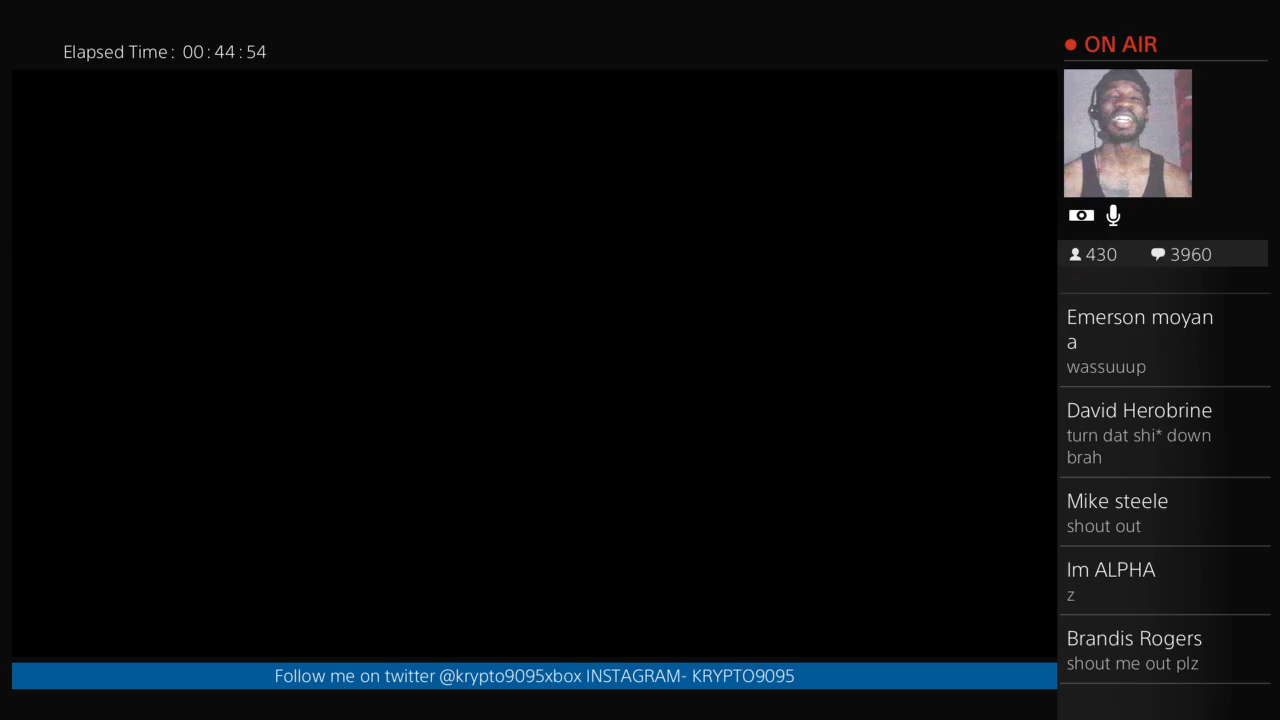 Elapsed Time: 00:44:54
ON AIR
430 3960
Emerson moyan
a
wassuuup
David Herobrine
turn dat shi* down
brah
Mike steele
shout out
Im ALPHA
z
Brandis Rogers
shout me out plz
Follow me on twitter @krypto9095xbox INSTAGRAM- KRYPTO9095